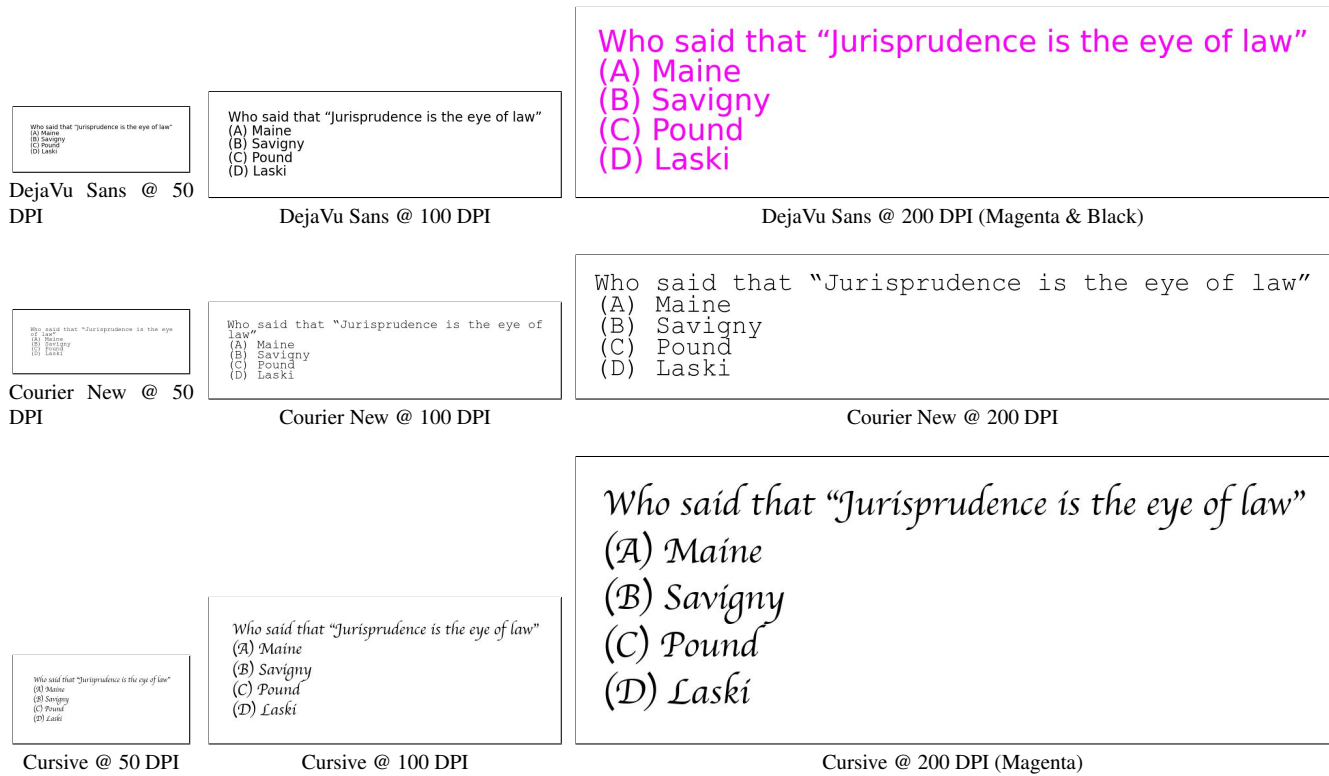 Who said that “Jurisprudence is the eye of law”
(A) Maine
(B) Savigny
(C) Pound
(D) Laski
DejaVu Sans @ 50
DPI
Who said that “Jurisprudence is the eye of law”
(A) Maine
(B) Savigny
(C) Pound
(D) Laski
DejaVu Sans @ 100 DPI
Who said that “Jurisprudence is the eye of law”
(A) Maine
(B) Savigny
(C) Pound
(D) Laski
DejaVu Sans @ 200 DPI (Magenta & Black)
Who said that “Jurisprudence is the eye
of law”
(A) Maine
(B) Savigny
(C) Pound
(D) Laski
Courier New @ 50
DPI
Who said that “Jurisprudence is the eye of
law”
(A) Maine
(B) Savigny
(C) Pound
(D) Laski
Courier New @ 100 DPI
Who said that “Jurisprudence is the eye of law”
(A) Maine
(B) Savigny
(C) Pound
(D) Laski
Courier New @ 200 DPI
Who said that “Jurisprudence is the eye of law”
(A) Maine
(B) Savigny
(C) Pound
(D) Laski
Cursive @ 50 DPI
Who said that “Jurisprudence is the eye of law”
(A) Maine
(B) Savigny
(C) Pound
(D) Laski
Cursive @ 100 DPI
Who said that “Jurisprudence is the eye of law”
(A) Maine
(B) Savigny
(C) Pound
(D) Laski
Cursive @ 200 DPI (Magenta)